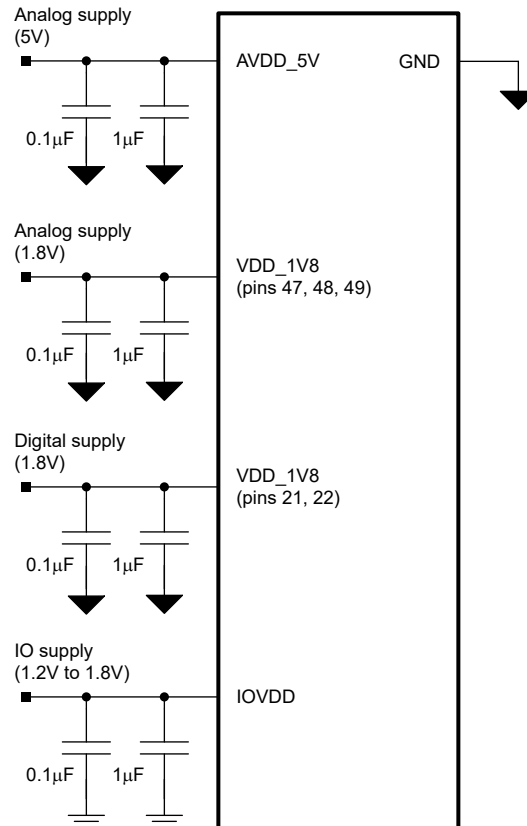 Analog supply
(5V)
AVDD_5V
GND
0.1μF
1μF
Analog supply
(1.8V)
VDD_1V8
(pins 47, 48, 49)
0.1μF
1μF
Digital supply
(1.8V)
VDD_1V8
(pins 21, 22)
0.1μF
1μF
IO supply
(1.2V to 1.8V)
IOVDD
0.1μF
1μF